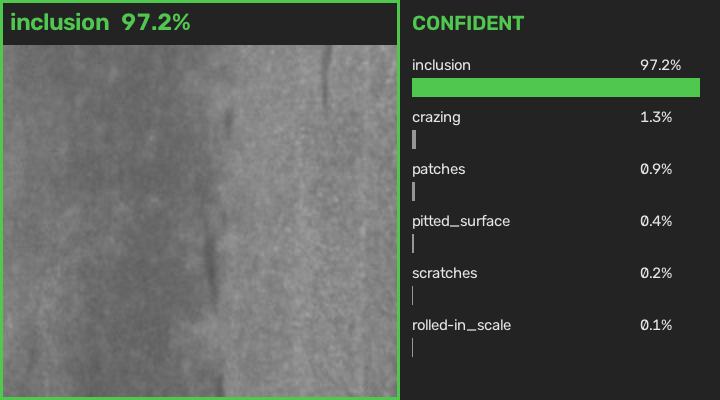 inclusion 97.2%
CONFIDENT
inclusion 97.2%
crazing 1.3%
patches 0.9%
pitted_surface 0.4%
scratches 0.2%
rolled-in_scale 0.1%